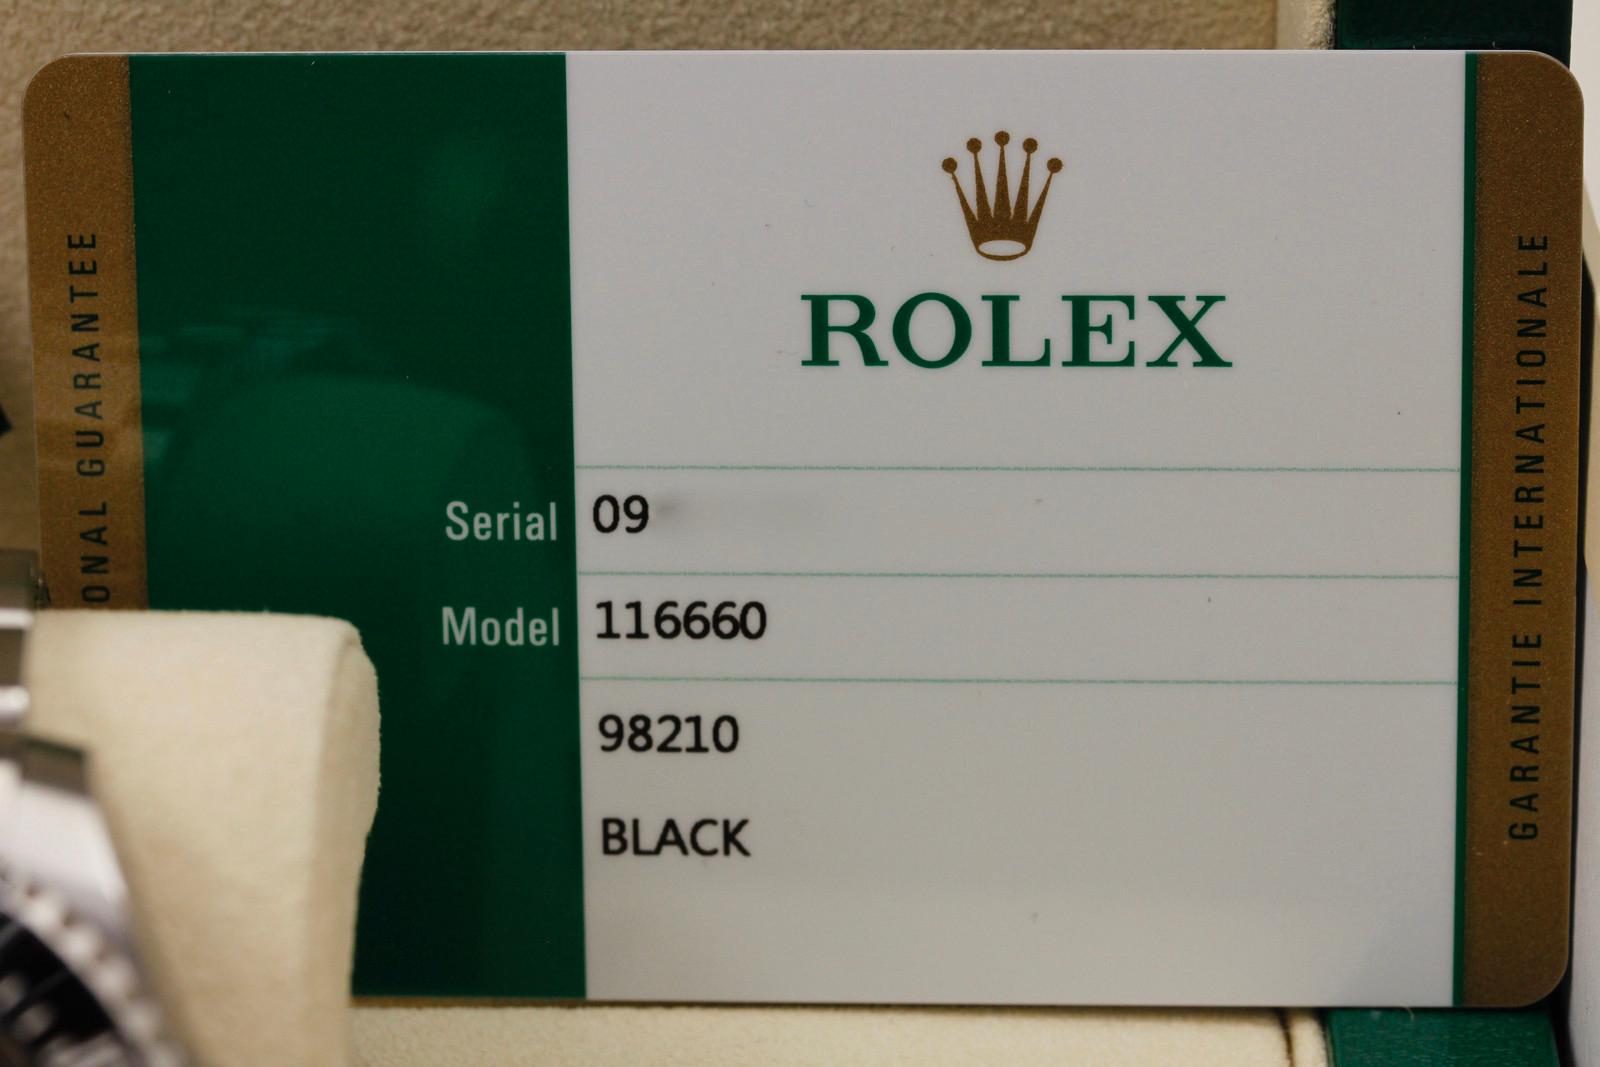 ONAL GUARANTEE
ROLEX
Serial 09
Model 116660
98210
BLACK
GARANTIE INTERNATIONALE